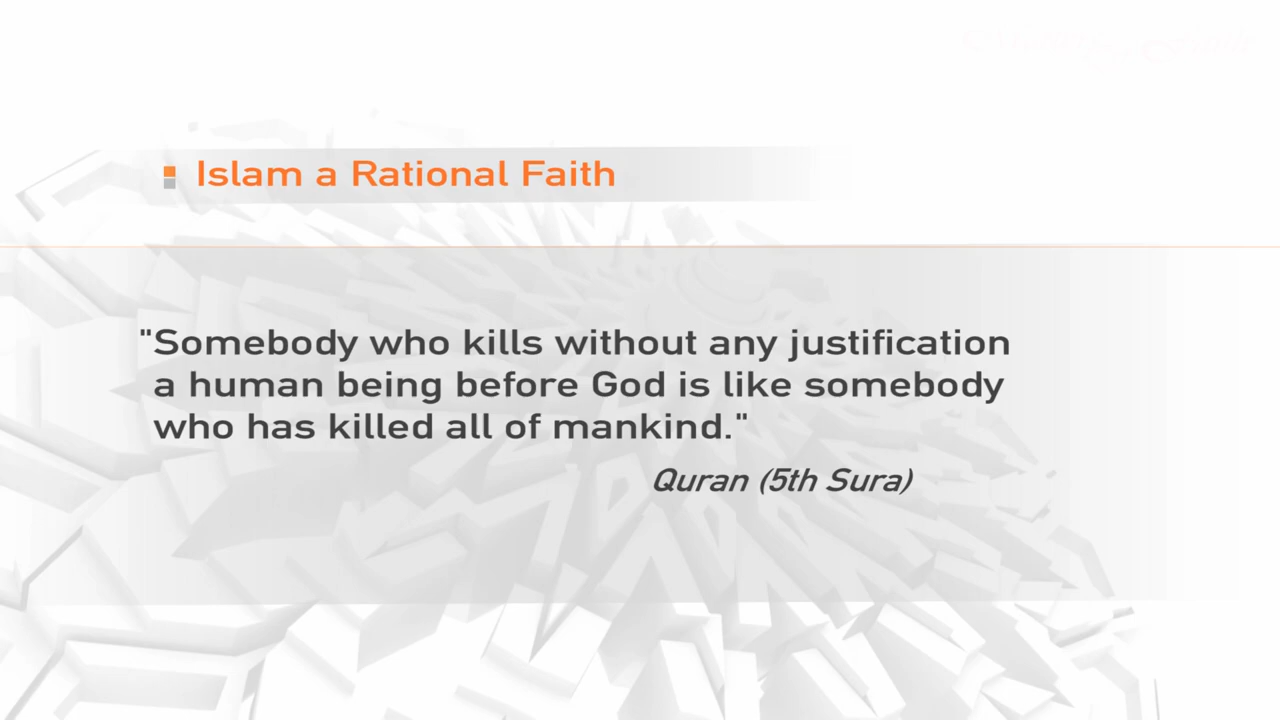 Islam a Rational Faith
"Somebody who kills without any justification
a human being before God is like somebody
who has killed all of mankind."
Quran (5th Sura)